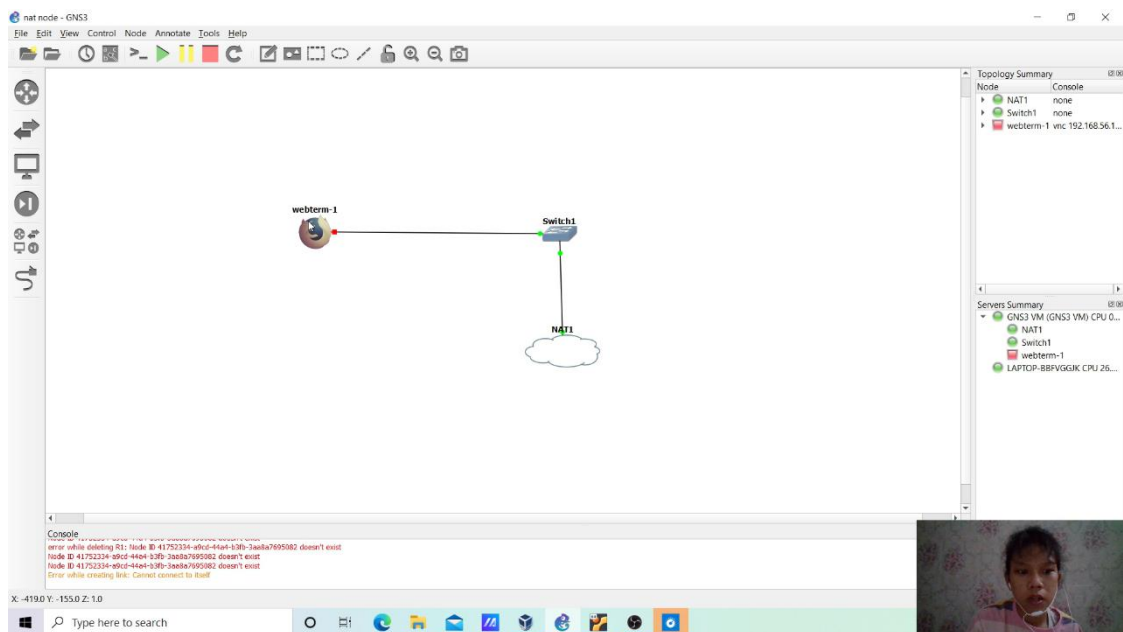 nat node - GNS3
File Edit View Control Node Annotate Tools Help
Topology Summary
Node Console
NAT1 none
Switch1 none
webterm-1 vnc 192.168.56.1...
webterm-1
Switch1
NAT1
Servers Summary
GNS3 VM (GNS3 VM) CPU 0...
NAT1
Switch1
webterm-1
LAPTOP-BBFVGGJK CPU 26....
Console
error while deleting R1: Node ID 41752334-a9cd-44a4-b3fb-3aa8a7695082 doesn't exist
Node ID 41752334-a9cd-44a4-b3fb-3aa8a7695082 doesn't exist
Node ID 41752334-a9cd-44a4-b3fb-3aa8a7695082 doesn't exist
Error while creating link: Cannot connect to itself
X: -419.0 Y: -155.0 Z: 1.0
Type here to search